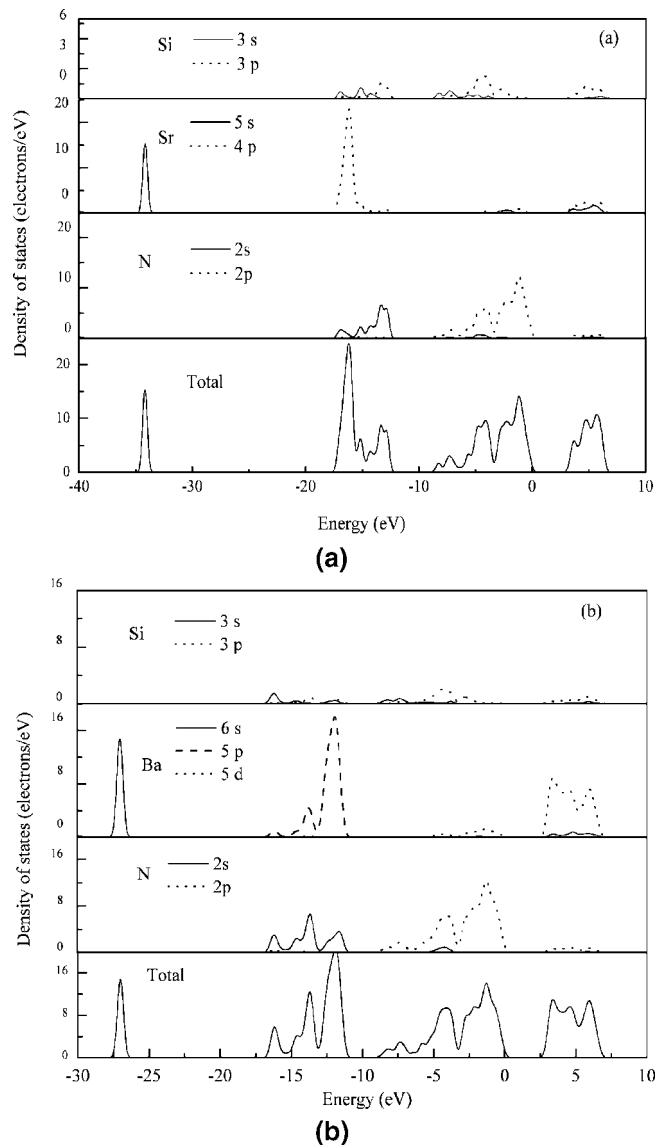 6
(a)
Si
3 s
3 p
3
0
20
Sr
5 s
4 p
10
0
20
N
2s
2p
10
0
20
Total
10
0
-40
-30
-20
-10
0
10
Density of states (electrons/eV)
Energy (eV)
(a)
16
(b)
Si
3 s
3 p
8
0
16
Ba
6 s
5 p
5 d
8
0
16
N
2s
2p
8
0
16
Total
8
0
-30
-25
-20
-15
-10
-5
0
5
10
Density of states (electrons/eV)
Energy (eV)
(b)